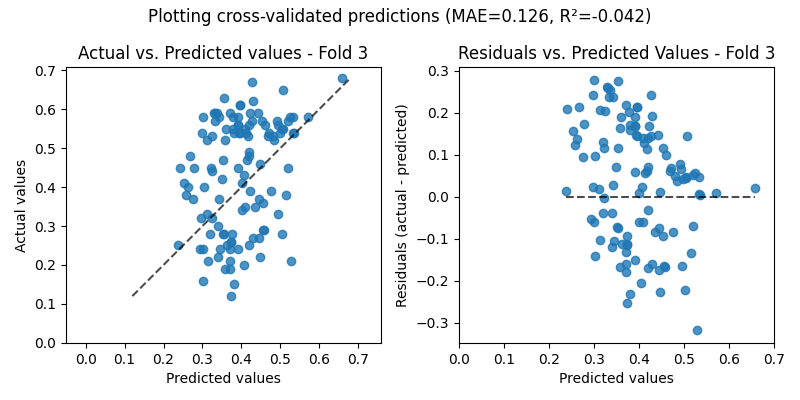 Plotting cross-validated predictions (MAE=0.126, R²=-0.042)
Actual vs. Predicted values - Fold 3
Actual values
0.7
0.6
0.5
0.4
0.3
0.2
0.1
0.0
0.0 0.1 0.2 0.3 0.4 0.5 0.6 0.7
Predicted values
Residuals vs. Predicted Values - Fold 3
Residuals (actual - predicted)
0.3
0.2
0.1
0.0
−0.1
−0.2
−0.3
0.0 0.1 0.2 0.3 0.4 0.5 0.6 0.7
Predicted values